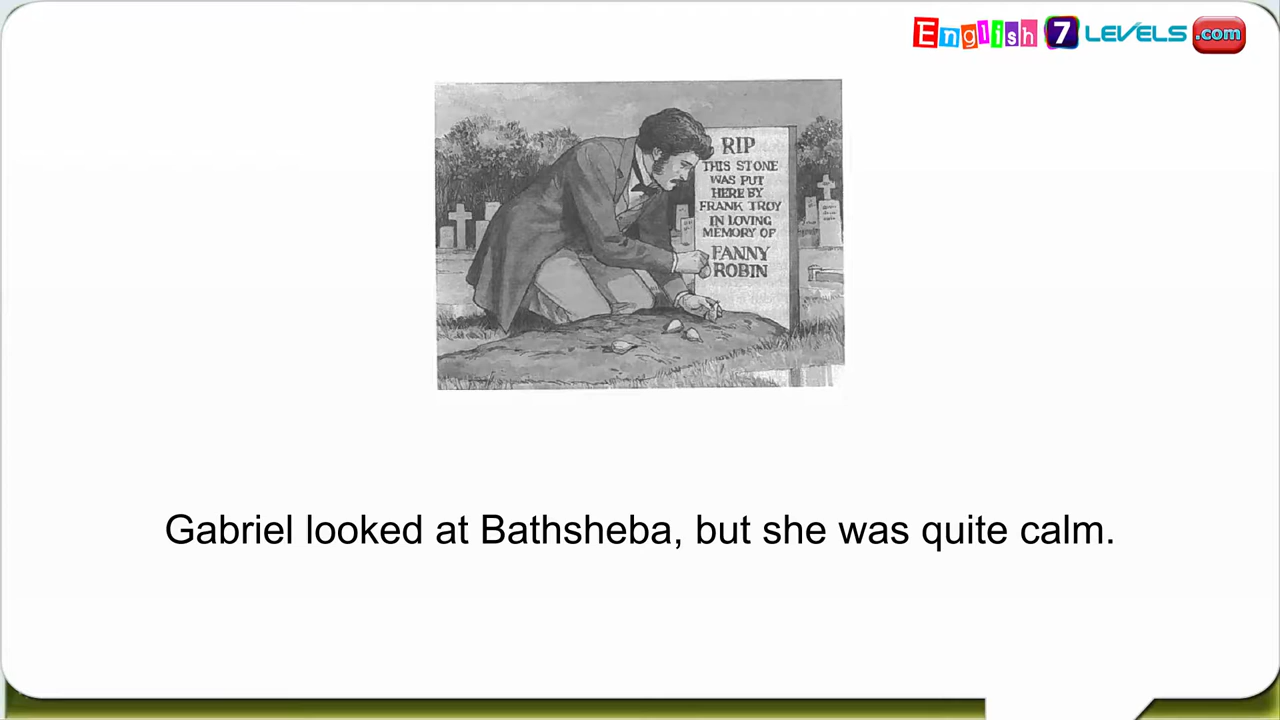 English 7 LEVELS .com
RIP
THIS STONE
WAS PUT
HERE BY
FRANK TROY
IN LOVING
MEMORY OF
FANNY
ROBIN
Gabriel looked at Bathsheba, but she was quite calm.